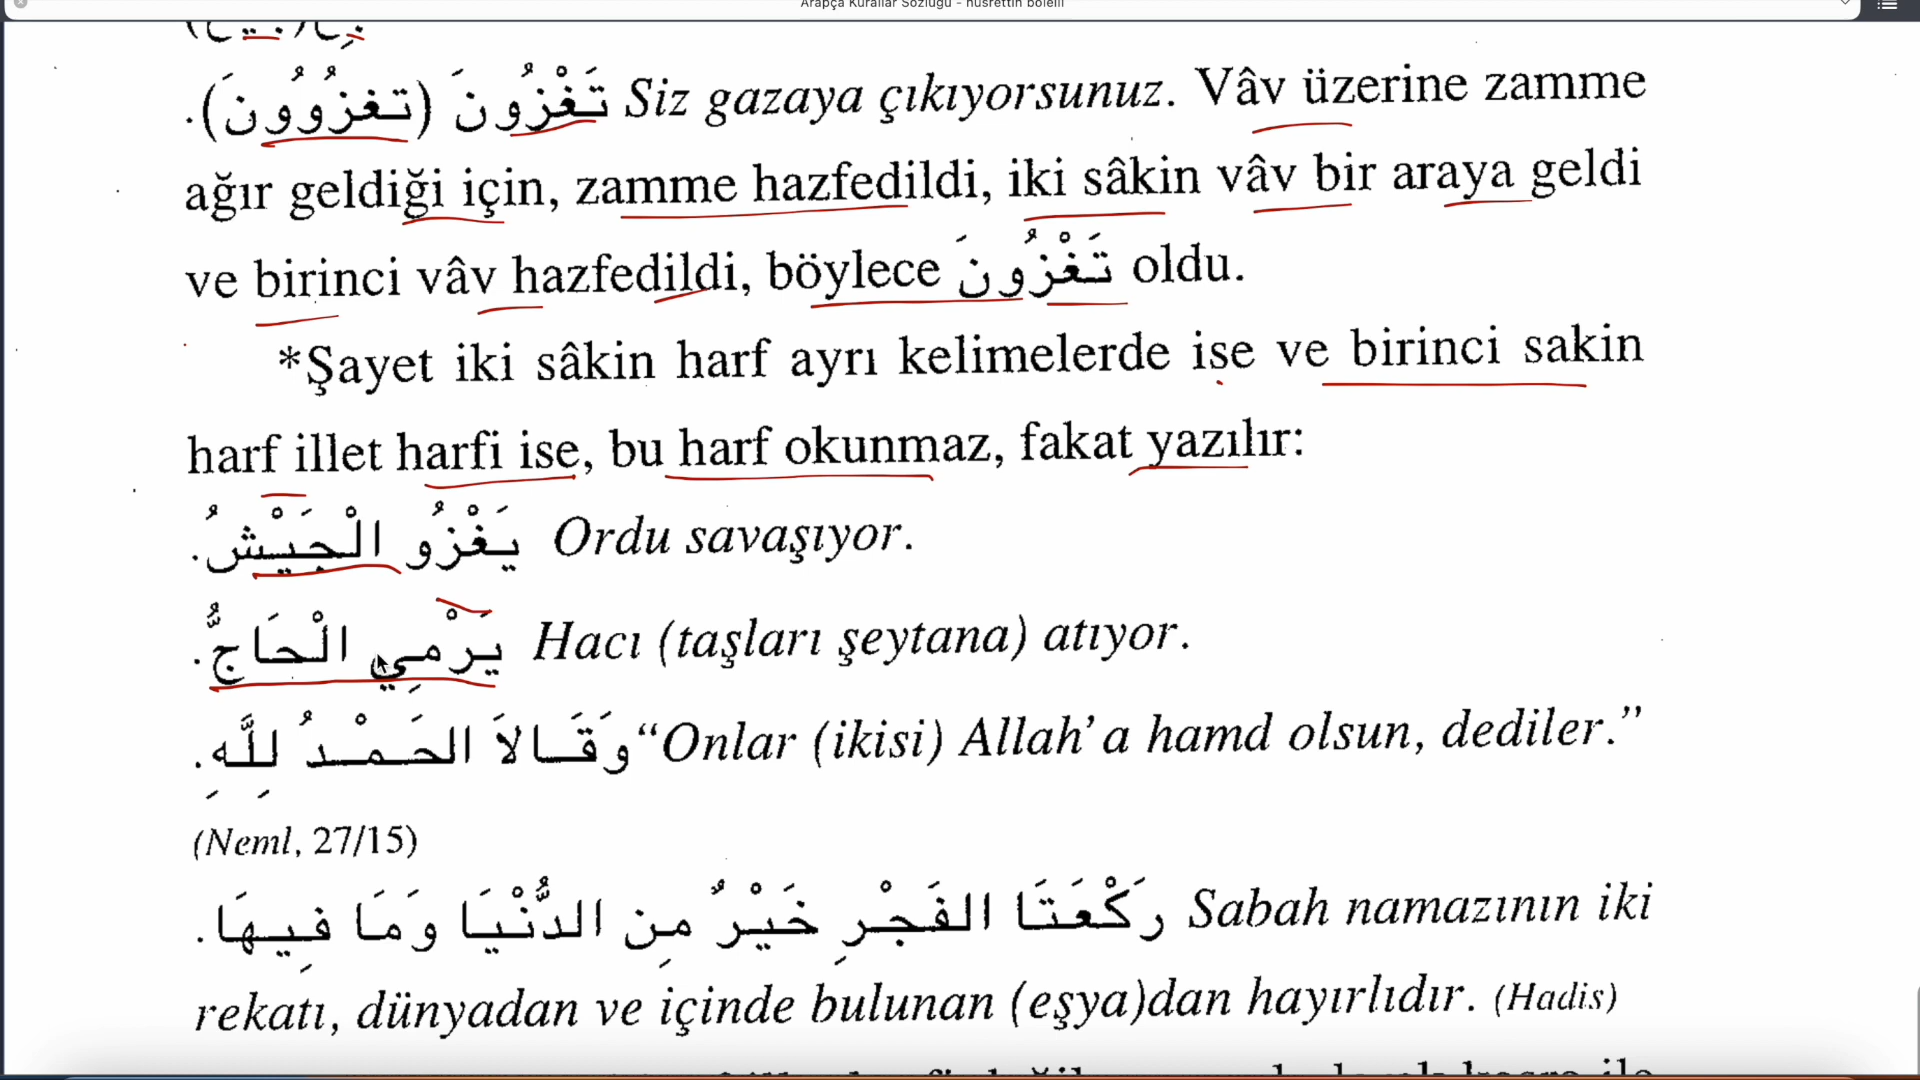 Arapça Kurallar Sözlüğü - nusrettin bolelli
تَغْزُونَ (تغزُوُونَ). Siz gazaya çıkıyorsunuz. Vâv üzerine zamme
ağır geldiği için, zamme hazfedildi, iki sâkin vâv bir araya geldi
ve birinci vâv hazfedildi, böylece تَغْزُونَ oldu.
*Şayet iki sâkin harf ayrı kelimelerde ise ve birinci sakin
harf illet harfi ise, bu harf okunmaz, fakat yazılır:
يَغْزُو الْجَيْشُ. Ordu savaşıyor.
يَرْمِي الْحَاجُّ. Hacı (taşları şeytana) atıyor.
وَقَالاَ الحَمْدُ لِلَّهِ. “Onlar (ikisi) Allah’a hamd olsun, dediler.”
(Neml, 27/15)
رَكْعَتَا الفَجْرِ خَيْرٌ مِن الدُّنْيَا وَمَا فِيهَا. Sabah namazının iki
rekatı, dünyadan ve içinde bulunan (eşya)dan hayırlıdır. (Hadis)